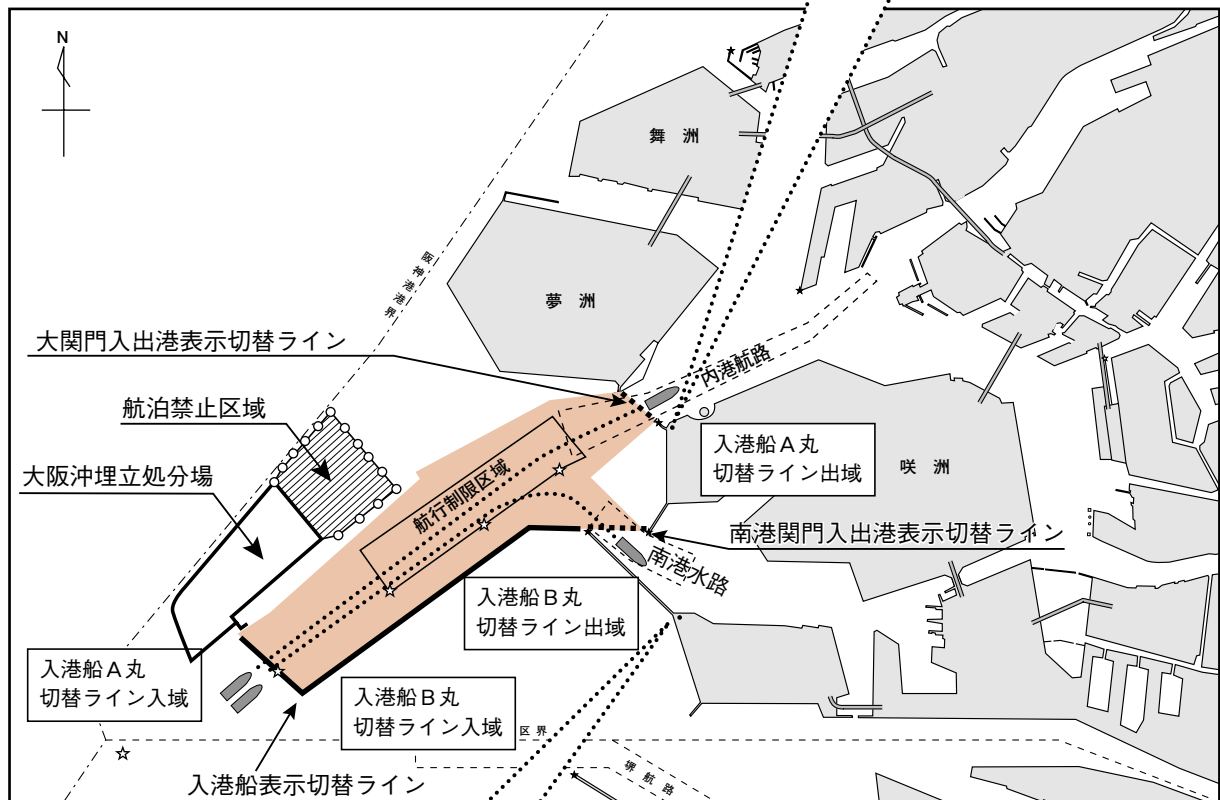 N
舞 洲
阪神港港界
夢 洲
大関門入出港表示切替ライン
内港航路
航泊禁止区域
入港船A丸
切替ライン出域
咲 洲
大阪沖埋立処分場
航行制限区域
南港関門入出港表示切替ライン
南港水路
入港船B丸
切替ライン出域
入港船A丸
切替ライン入域
入港船B丸
切替ライン入域
区界
堺航路
入港船表示切替ライン